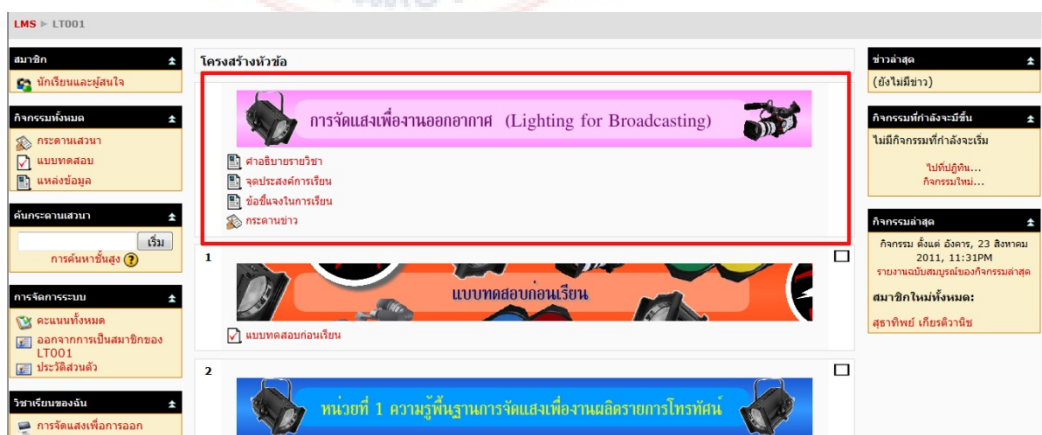 LMS ► LT001
สมาชิก
นักเรียนและผู้สนใจ
กิจกรรมทั้งหมด
กระดานเสวนา
แบบทดสอบ
แหล่งข้อมูล
ค้นกระดานเสวนา
เริ่ม
การค้นหาชั้นสูง ?
การจัดการระบบ
คะแนนทั้งหมด
ออกจากการเป็นสมาชิกของ
LT001
ประวัติส่วนตัว
วิชาเรียนของฉัน
การจัดแสงเพื่อการออก
โครงสร้างหัวข้อ
การจัดแสงเพื่องานออกอากาศ (Lighting for Broadcasting)
คำอธิบายรายวิชา
จุดประสงค์การเรียน
ข้อชี้แจงในการเรียน
กระดานข่าว
1
แบบทดสอบก่อนเรียน
แบบทดสอบก่อนเรียน
2
หน่วยที่ 1 ความรู้พื้นฐานการจัดแสงเพื่องานผลิตรายการโทรทัศน์
ข่าวล่าสุด
(ยังไม่มีข่าว)
กิจกรรมที่กำลังจะมีขึ้น
ไม่มีกิจกรรมที่กำลังจะเริ่ม
ไปที่ปฏิทิน...
กิจกรรมใหม่...
กิจกรรมล่าสุด
กิจกรรม ตั้งแต่ อังคาร, 23 สิงหาคม
2011, 11:31PM
รายงานฉบับสมบูรณ์ของกิจกรรมล่าสุด
สมาชิกใหม่ทั้งหมด:
สุธาทิพย์ เกียรติวานิช